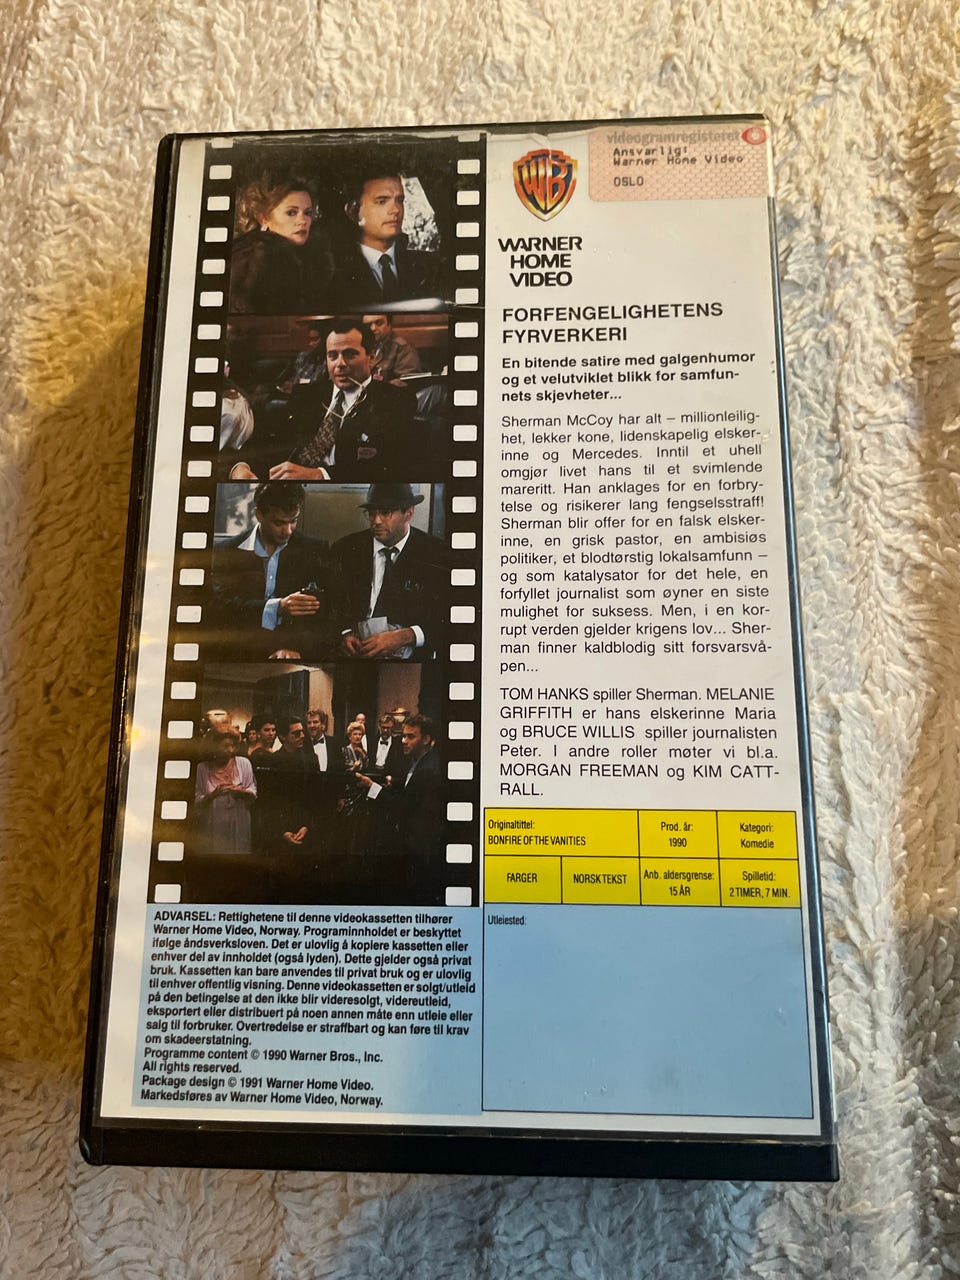 videogramregisteret
Ansvarlig:
Warner Home Video
OSLO
WB
WARNER
HOME
VIDEO
FORFENGELIGHETENS
FYRVERKERI
En bitende satire med galgenhumor
og et velutviklet blikk for samfun-
nets skjevheter...
Sherman McCoy har alt – millionleilig-
het, lekker kone, lidenskapelig elsker-
inne og Mercedes. Inntil et uhell
omgjør livet hans til et svimlende
mareritt. Han anklages for en forbry-
telse og risikerer lang fengselsstraff!
Sherman blir offer for en falsk elsker-
inne, en grisk pastor, en ambisiøs
politiker, et blodtørstig lokalsamfunn –
og som katalysator for det hele, en
forfyllet journalist som øyner en siste
mulighet for suksess. Men, i en kor-
rupt verden gjelder krigens lov... Sher-
man finner kaldblodig sitt forsvarsvå-
pen...
TOM HANKS spiller Sherman. MELANIE
GRIFFITH er hans elskerinne Maria
og BRUCE WILLIS spiller journalisten
Peter. I andre roller møter vi bl.a.
MORGAN FREEMAN og KIM CATT-
RALL.
Originaltittel:
BONFIRE OF THE VANITIES
Prod. år:
1990
Kategori:
Komedie
FARGER
NORSK TEKST
Anb. aldersgrense:
15 ÅR
Spilletid:
2 TIMER, 7 MIN.
Utleiested:
ADVARSEL: Rettighetene til denne videokassetten tilhører
Warner Home Video, Norway. Programinnholdet er beskyttet
ifølge åndsverksloven. Det er ulovlig å kopiere kassetten eller
enhver del av innholdet (også lyden). Dette gjelder også privat
bruk. Kassetten kan bare anvendes til privat bruk og er ulovlig
til enhver offentlig visning. Denne videokassetten er solgt/utleid
på den betingelse at den ikke blir videresolgt, videreutleid,
eksportert eller distribuert på noen annen måte enn utleie eller
salg til forbruker. Overtredelse er straffbart og kan føre til krav
om skadeerstatning.
Programme content © 1990 Warner Bros., Inc.
All rights reserved.
Package design © 1991 Warner Home Video.
Markedsføres av Warner Home Video, Norway.